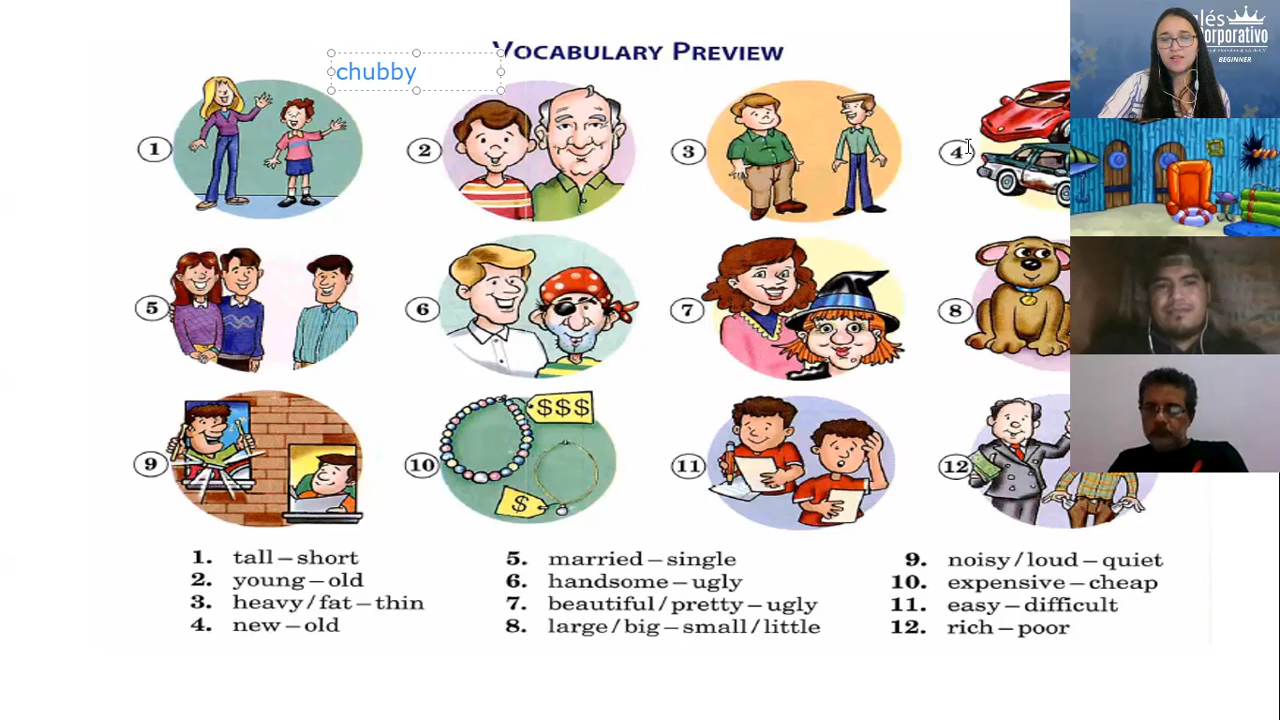 VOCABULARY PREVIEW
chubby
glés
orporativo
BEGINNER
1
2
3
4
5
6
7
8
9
$$$
10
$
11
12
1. tall – short
2. young – old
3. heavy / fat – thin
4. new – old
5. married – single
6. handsome – ugly
7. beautiful / pretty – ugly
8. large / big – small / little
9. noisy / loud – quiet
10. expensive – cheap
11. easy – difficult
12. rich – poor